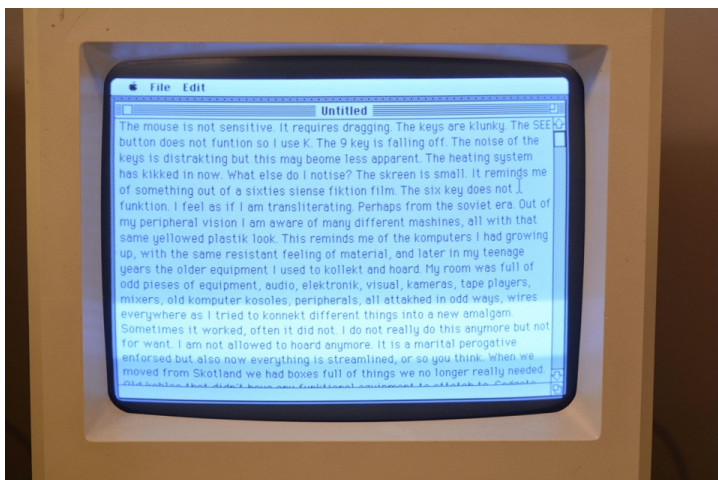 File Edit
Untitled
The mouse is not sensitive. It requires dragging. The keys are klunky. The SEE
button does not funtion so I use K. The 9 key is falling off. The noise of the
keys is distrakting but this may beome less apparent. The heating system
has kikked in now. What else do I notise? The skreen is small. It reminds me
of something out of a sixties siense fiktion film. The six key does not
funktion. I feel as if I am transliterating. Perhaps from the soviet era. Out of
my peripheral vision I am aware of many different mashines, all with that
same yellowed plastik look. This reminds me of the komputers I had growing
up, with the same resistant feeling of material, and later in my teenage
years the older equipment I used to kollekt and hoard. My room was full of
odd pieses of equipment, audio, elektronik, visual, kameras, tape players,
mixers, old komputer kosoles, peripherals, all attakhed in odd ways, wires
everywhere as I tried to konnekt different things into a new amalgam.
Sometimes it worked, often it did not. I do not really do this anymore but not
for want. I am not allowed to hoard anymore. It is a marital perogative
enforsed but also now everything is streamlined, or so you think. When we
moved from Skotland we had boxes full of things we no longer really needed.
Old kables that didn't have any funktional equipment to